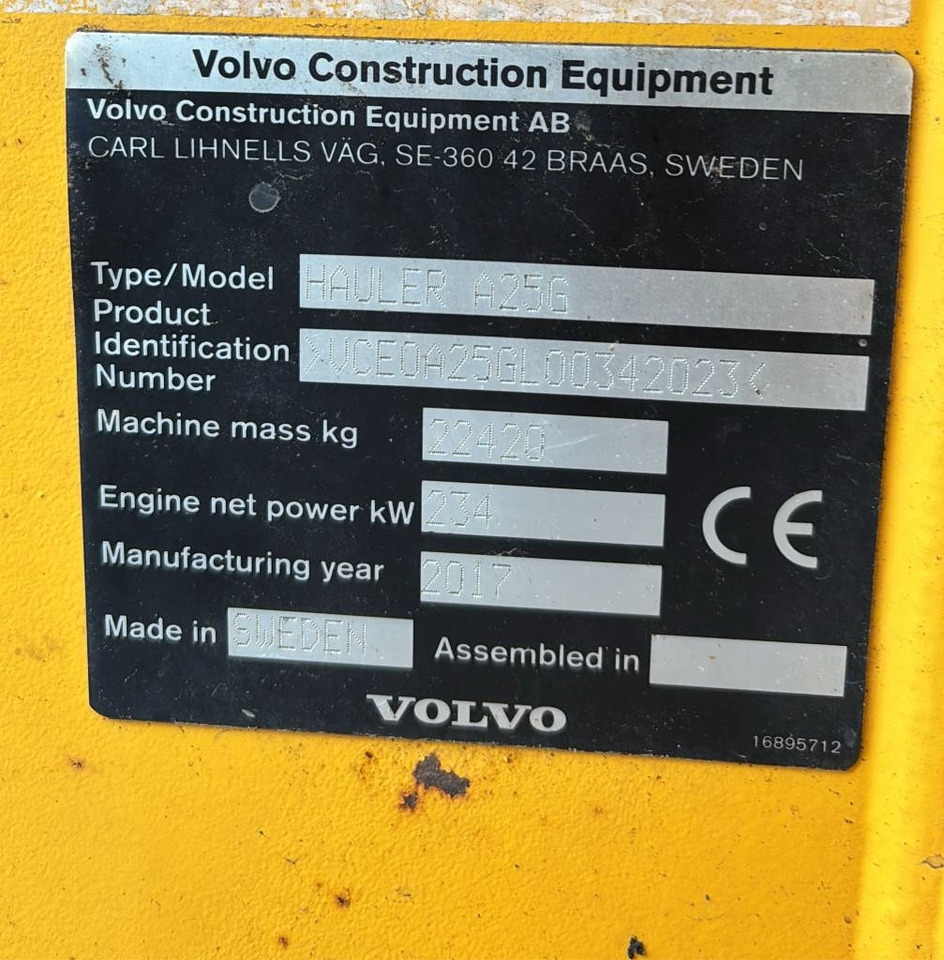 Volvo Construction Equipment
Volvo Construction Equipment AB
CARL LIHNELLS VÄG, SE-360 42 BRAAS, SWEDEN
Type/Model HAULER A25G
Product
Identification >VCE0A25GL00342023<
Number
Machine mass kg 22420
Engine net power kW 234
CE
Manufacturing year 2017
Made in SWEDEN Assembled in
VOLVO
16895712